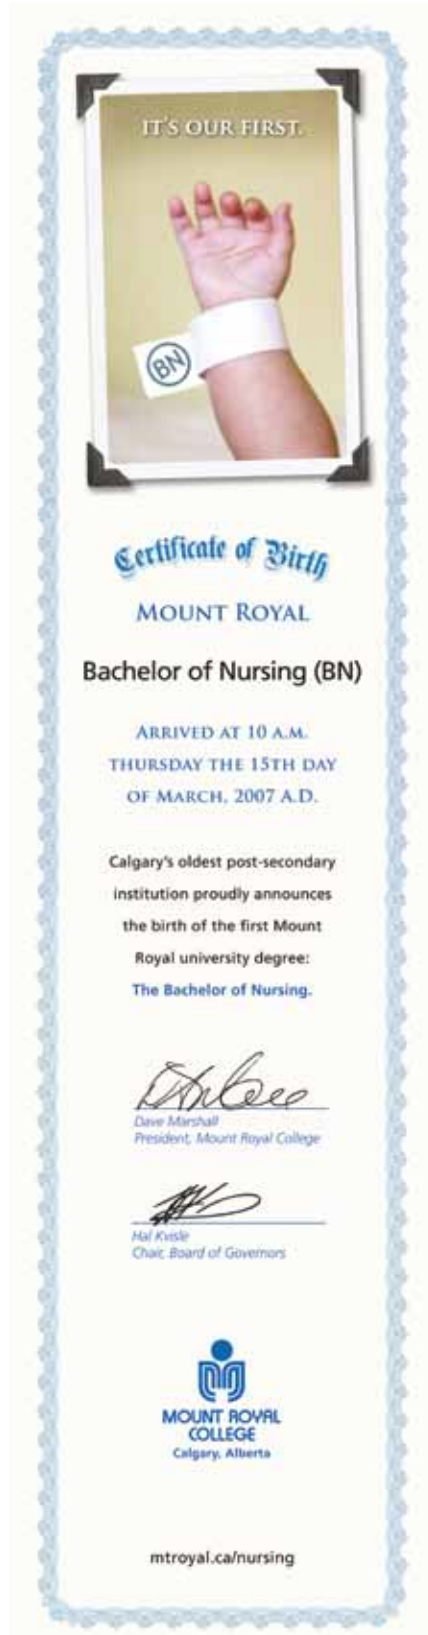 IT'S OUR FIRST.
BN
Certificate of Birth
MOUNT ROYAL
Bachelor of Nursing (BN)
ARRIVED AT 10 A.M.
THURSDAY THE 15TH DAY
OF MARCH, 2007 A.D.
Calgary's oldest post-secondary
institution proudly announces
the birth of the first Mount
Royal university degree:
The Bachelor of Nursing.
Dave Marshall
President, Mount Royal College
Hal Kvisle
Chair, Board of Governors
MOUNT ROYAL
COLLEGE
Calgary, Alberta
mtroyal.ca/nursing